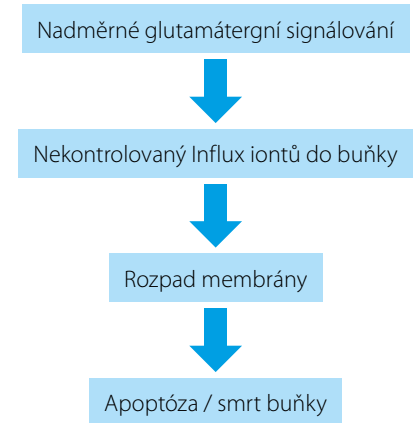 Nadměrné glutamátergní signálování
Nekontrolovaný Influx iontů do buňky
Rozpad membrány
Apoptóza / smrt buňky